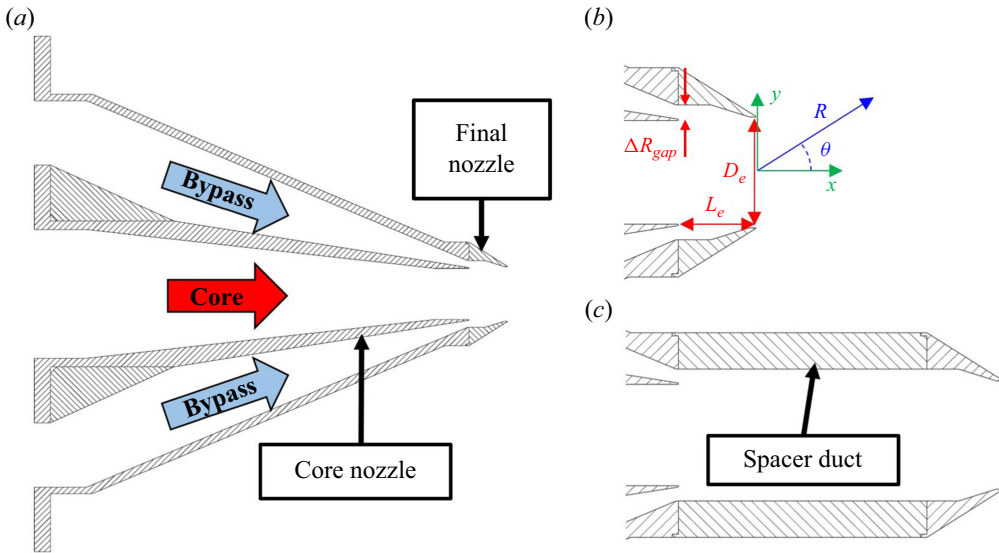 (a)
Final
nozzle
Bypass
Core
Bypass
Core nozzle
(b)
y
R
ΔR_gap
θ
D_e
x
L_e
(c)
Spacer duct